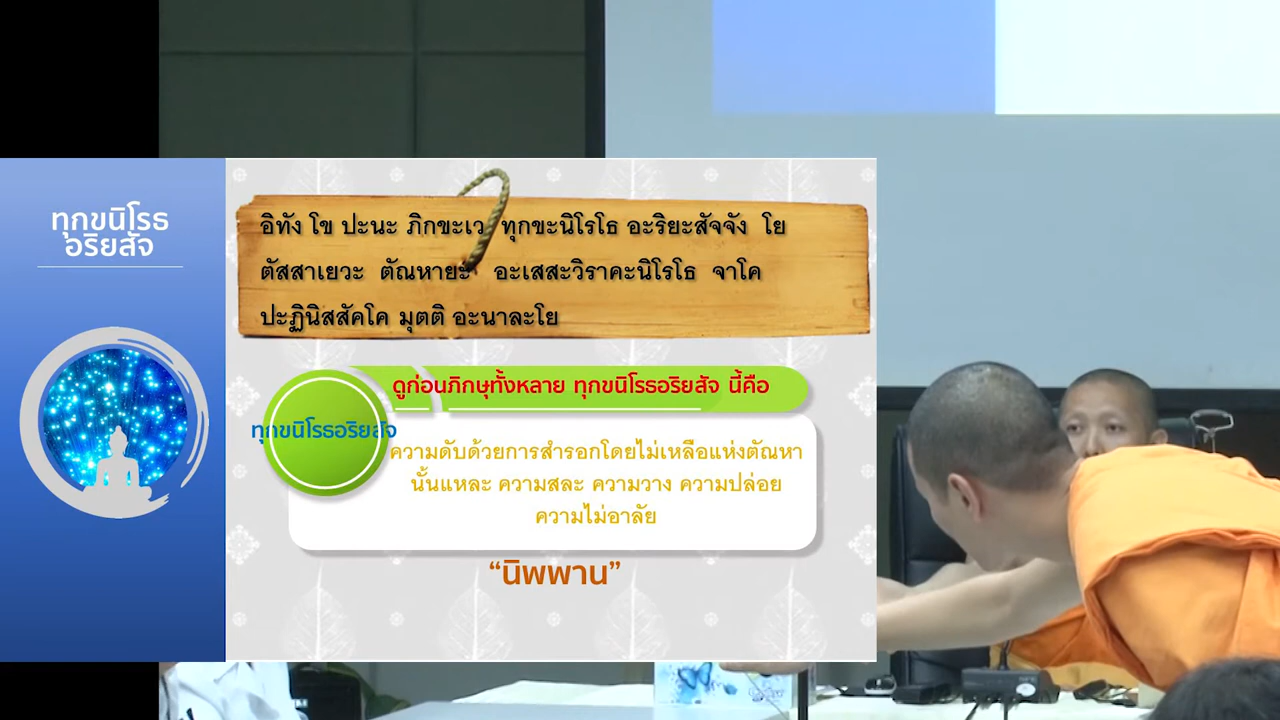 ทุกขนิโรธ
อริยสัจ
อิทัง โข ปะนะ ภิกขะเว ทุกขะนิโรโธ อะริยะสัจจัง โย
ตัสสาเยวะ ตัณหายะ อะเสสะวิราคะนิโรโธ จาโค
ปะฏินิสสัคโค มุตติ อะนาละโย
ดูก่อนภิกษุทั้งหลาย ทุกขนิโรธอริยสัจ นี้คือ
ทุกขนิโรธอริยสัจ
ความดับด้วยการสำรอกโดยไม่เหลือแห่งตัณหา
นั้นแหละ ความสละ ความวาง ความปล่อย
ความไม่อาลัย
“นิพพาน”